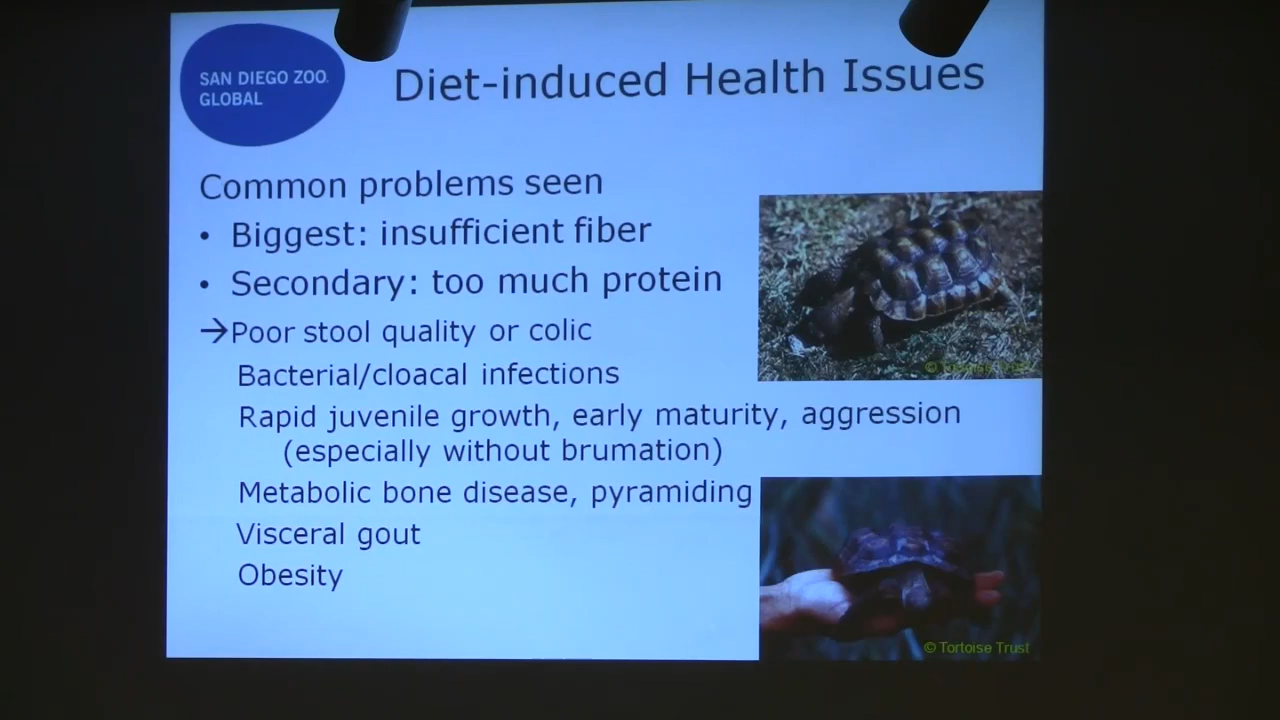 SAN DIEGO ZOO.
GLOBAL
Diet-induced Health Issues
Common problems seen
• Biggest: insufficient fiber
• Secondary: too much protein
→Poor stool quality or colic
Bacterial/cloacal infections
Rapid juvenile growth, early maturity, aggression
(especially without brumation)
Metabolic bone disease, pyramiding
Visceral gout
Obesity
© Tortoise Trust
© Tortoise Trust